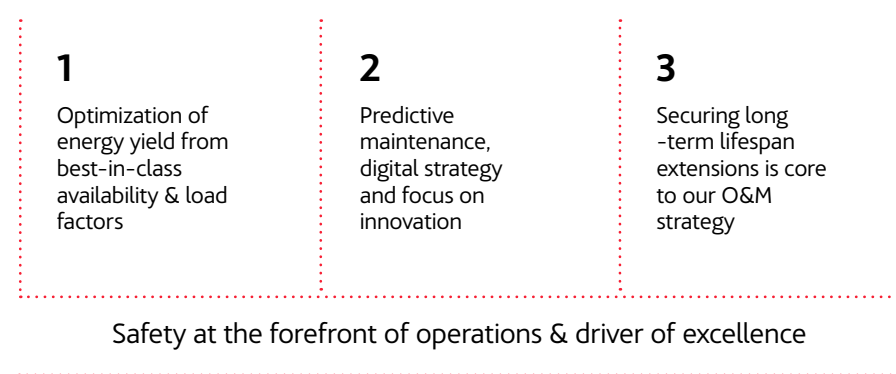 1
Optimization of
energy yield from
best-in-class
availability & load
factors
2
Predictive
maintenance,
digital strategy
and focus on
innovation
3
Securing long
-term lifespan
extensions is core
to our O&M
strategy
Safety at the forefront of operations & driver of excellence